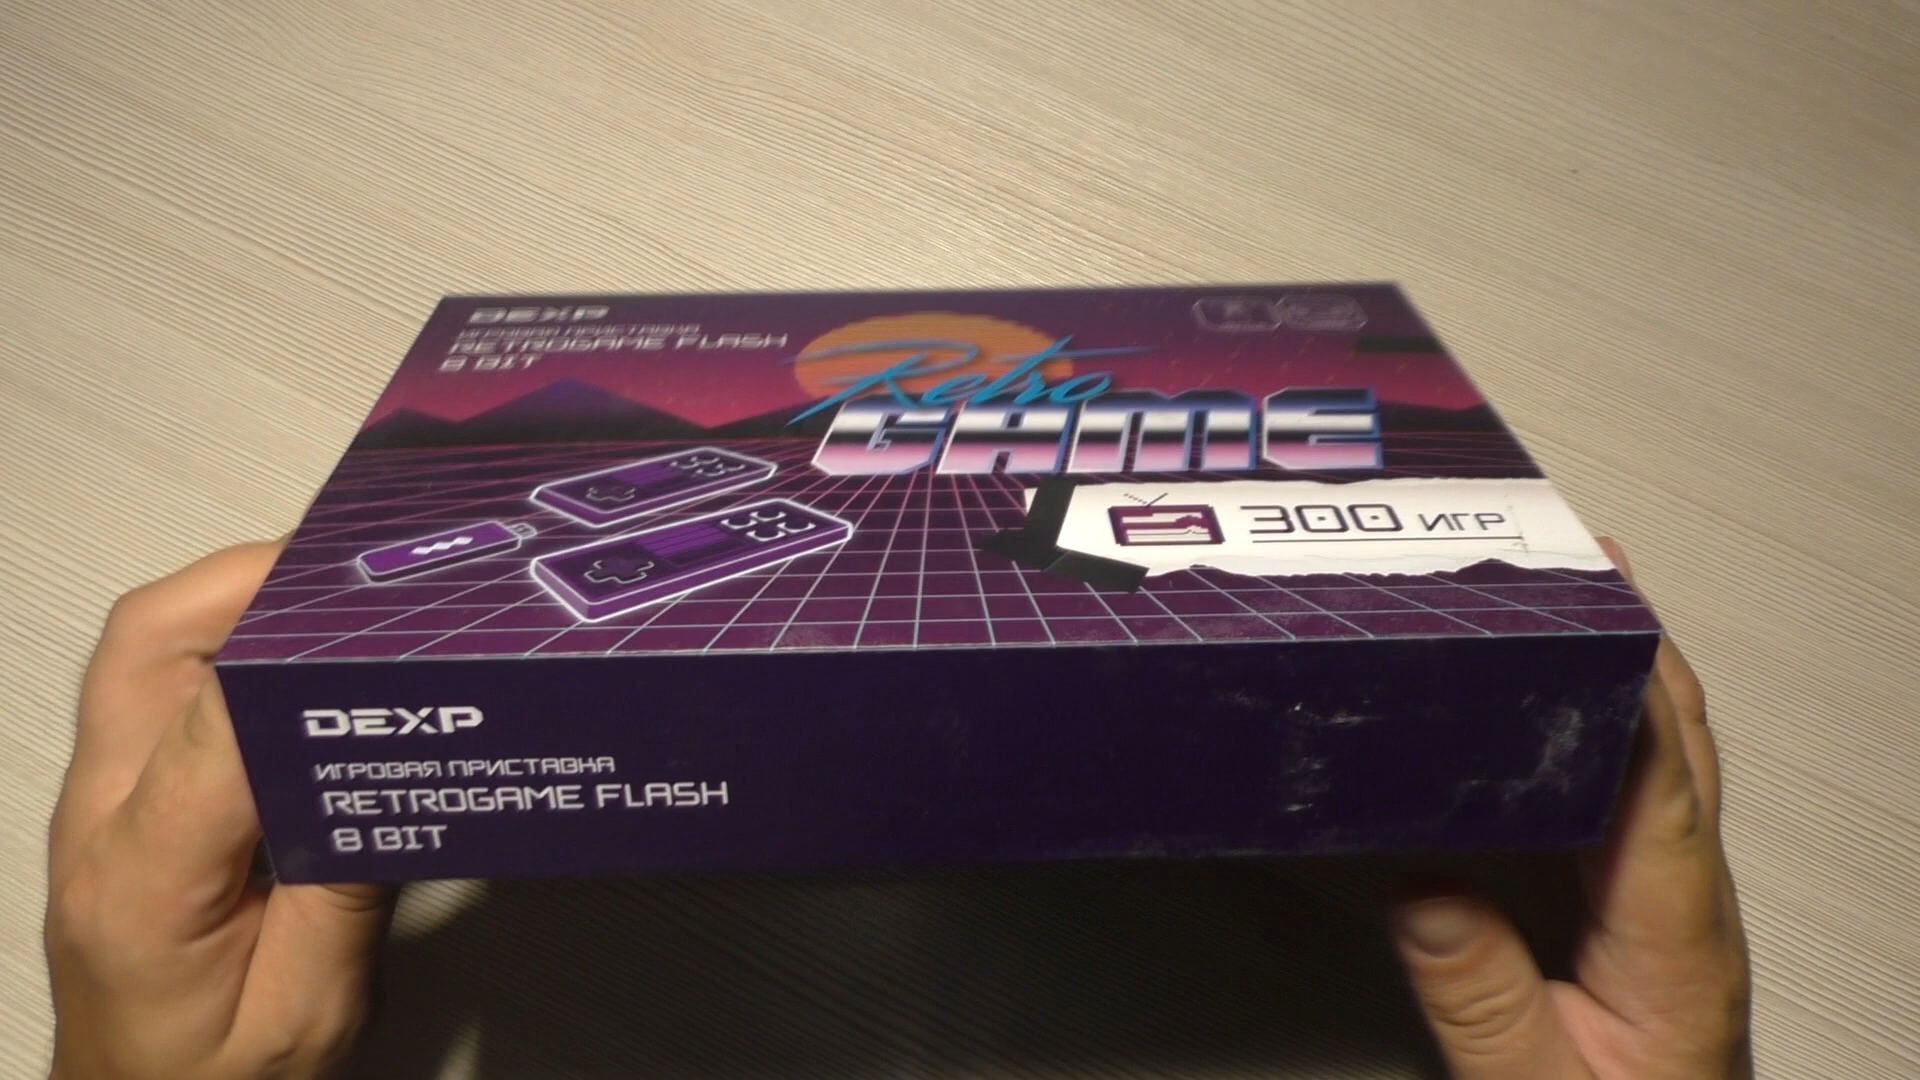 DEXP
ИГРОВАЯ ПРИСТАВКА
RETROGAME FLASH
8 BIT
Retro
GAME
300 ИГР
DEXP
ИГРОВАЯ ПРИСТАВКА
RETROGAME FLASH
8 BIT